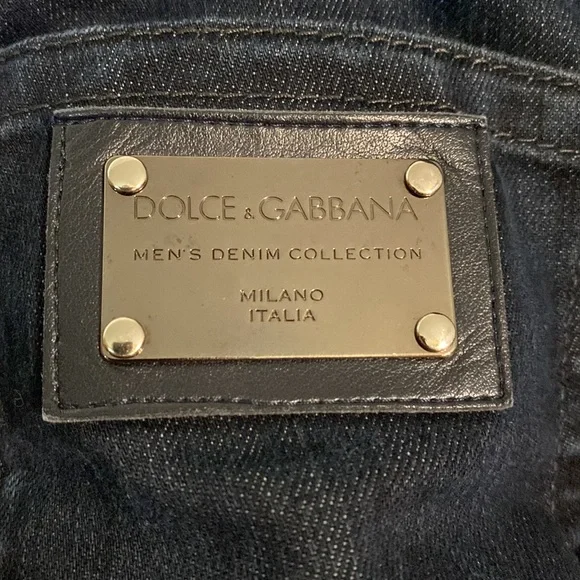 DOLCE & GABBANA
MEN'S DENIM COLLECTION
MILANO
ITALIA